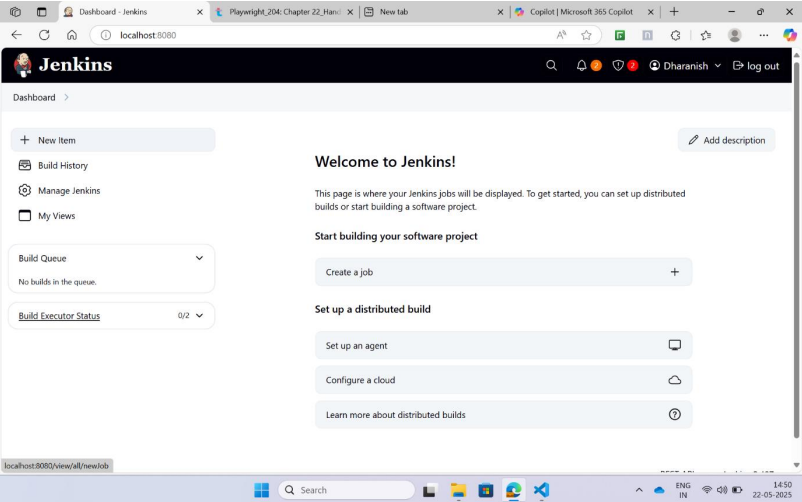 Dashboard - Jenkins
Playwright_204: Chapter 22_Hand
New tab
Copilot | Microsoft 365 Copilot
localhost:8080
Jenkins
2
2
Dharanish
log out
Dashboard
New Item
Build History
Manage Jenkins
My Views
Build Queue
No builds in the queue.
Build Executor Status
0/2
Add description
Welcome to Jenkins!
This page is where your Jenkins jobs will be displayed. To get started, you can set up distributed
builds or start building a software project.
Start building your software project
Create a job
Set up a distributed build
Set up an agent
Configure a cloud
Learn more about distributed builds
localhost:8080/view/all/newJob
Search
ENG
IN
14:50
22-05-2025